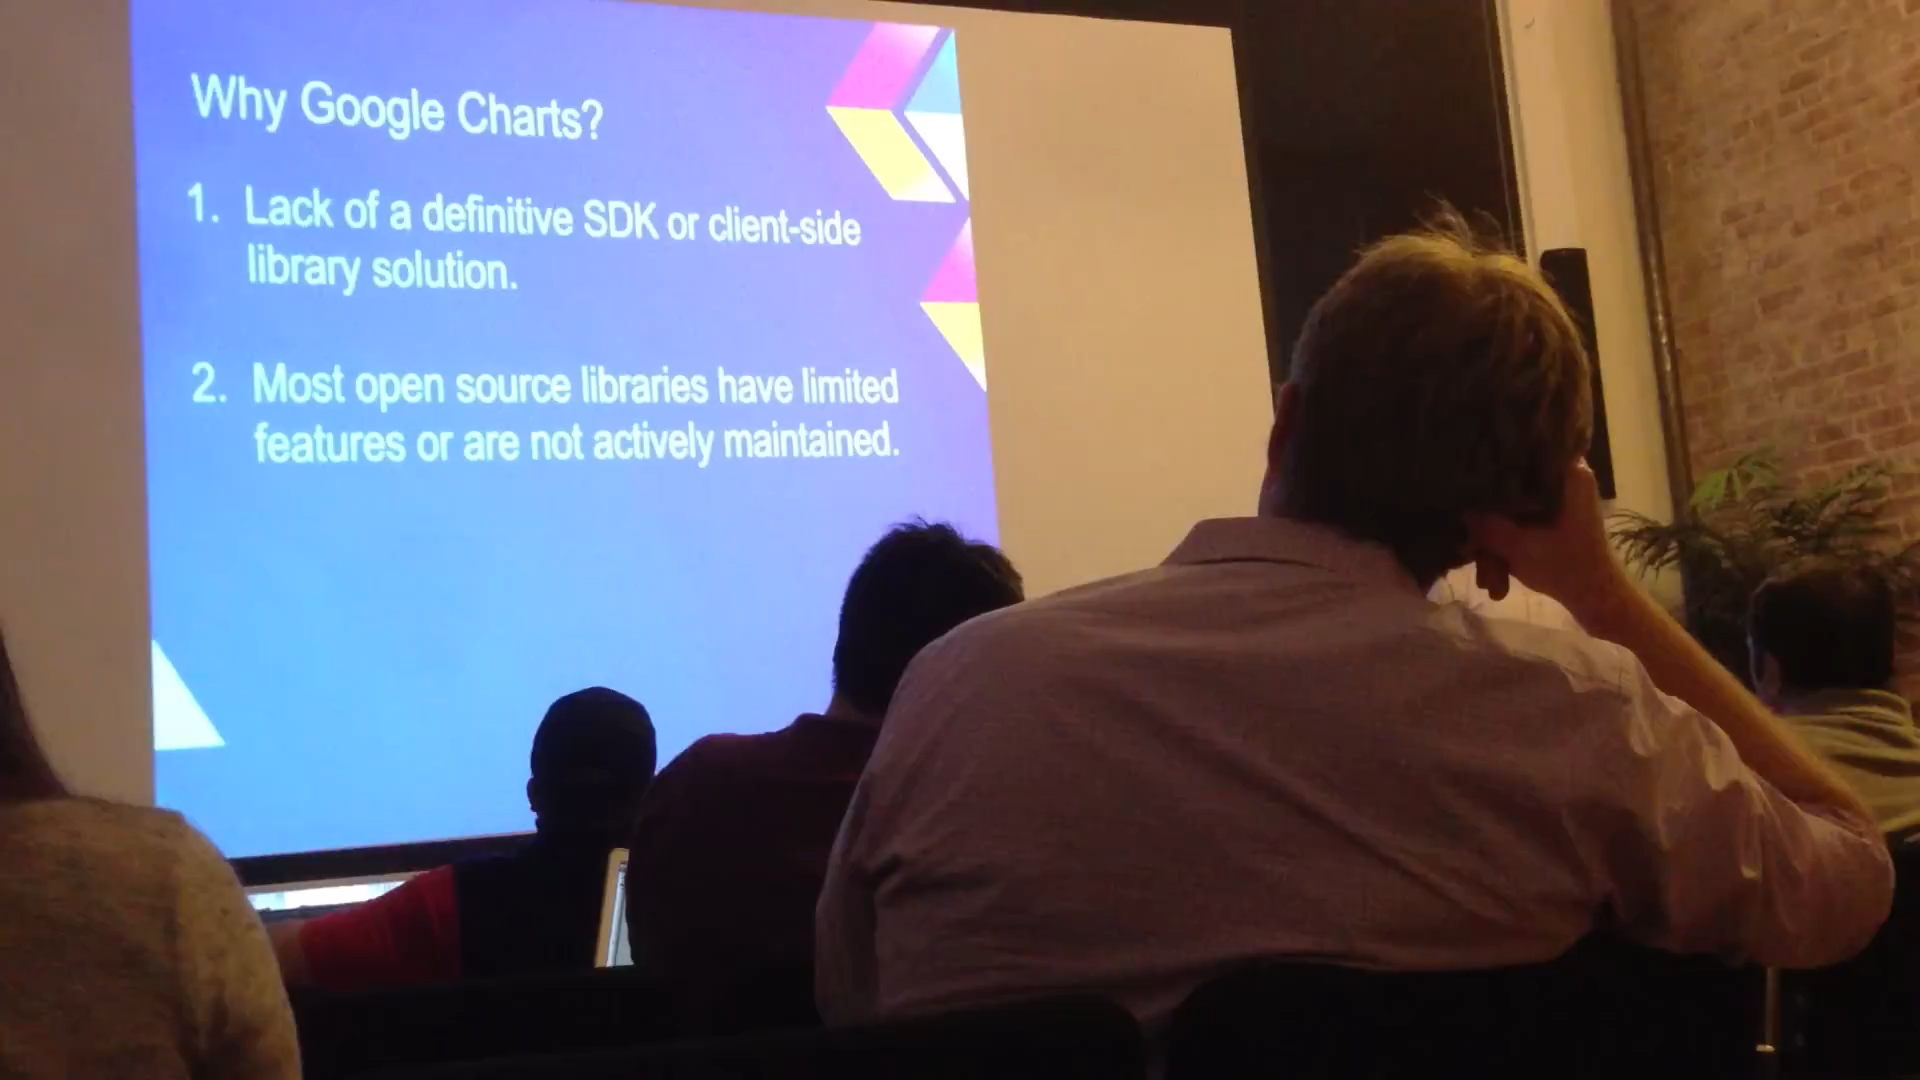 Why Google Charts?
1. Lack of a definitive SDK or client-side
library solution.
2. Most open source libraries have limited
features or are not actively maintained.